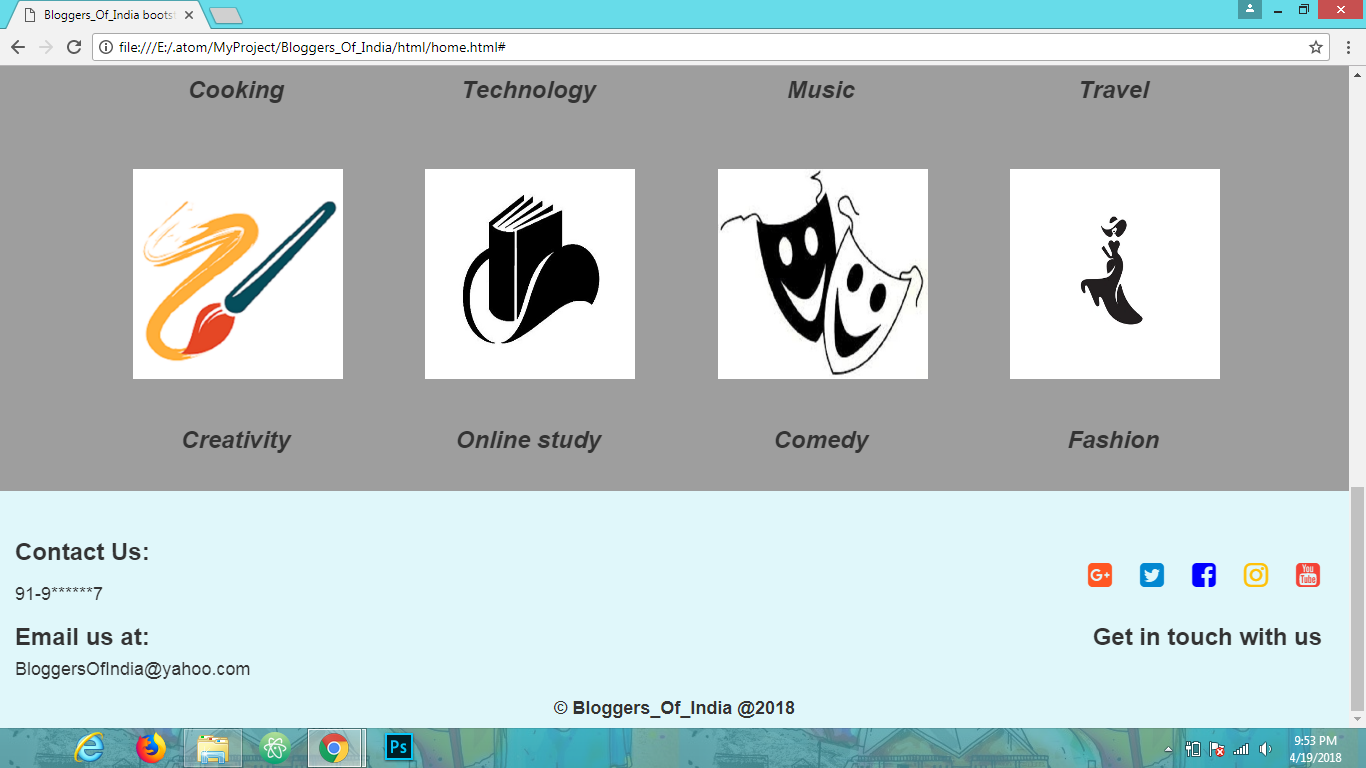 Bloggers_Of_India boots
file:///E:/.atom/MyProject/Bloggers_Of_India/html/home.html#
Cooking Technology Music Travel
Creativity Online study Comedy Fashion
Contact Us:
91-9******7
G+ You Tube
Email us at:
Get in touch with us
BloggersOfIndia@yahoo.com
© Bloggers_Of_India @2018
Ps
9:53 PM
4/19/2018